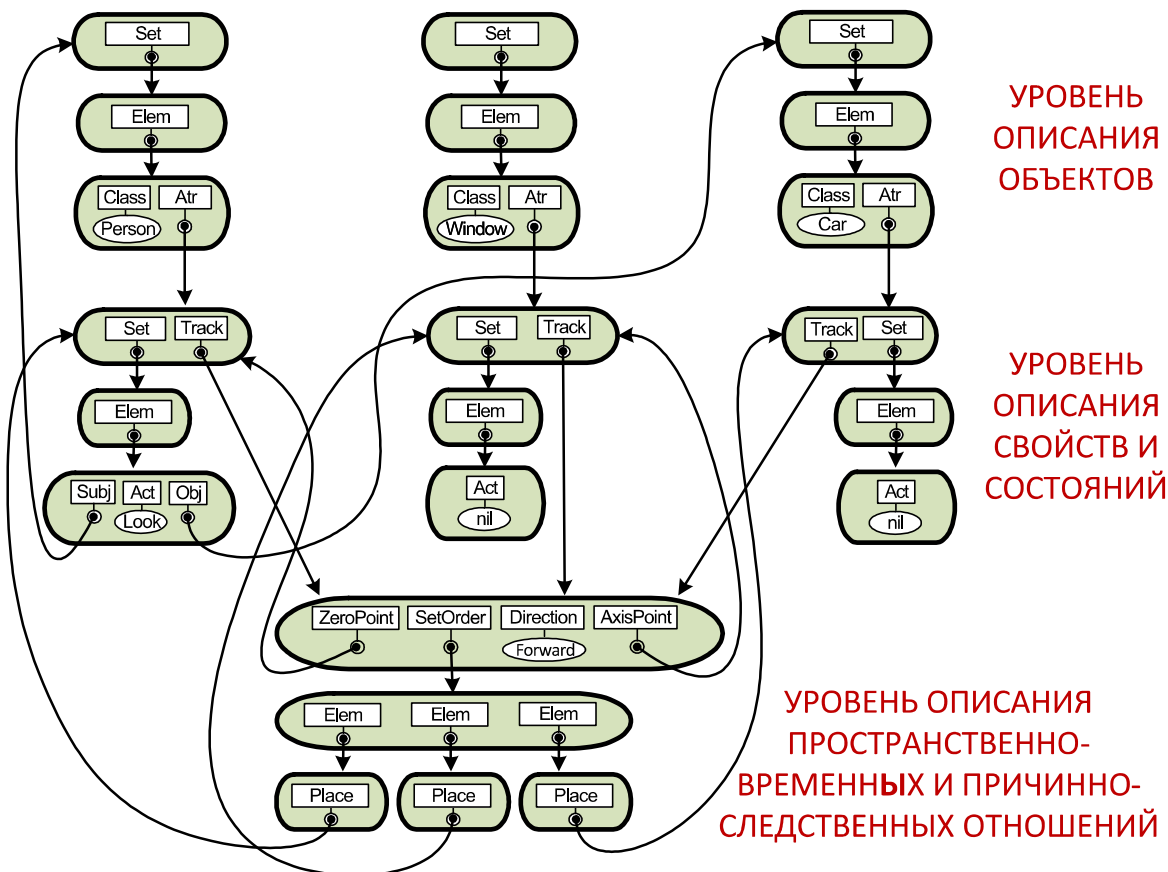 Set
Set
Set
Elem
Elem
Elem
УРОВЕНЬ
ОПИСАНИЯ
ОБЪЕКТОВ
Class Atr
Person
Class Atr
Window
Class Atr
Car
Set Track
Set Track
Track Set
Elem
Elem
Elem
УРОВЕНЬ
ОПИСАНИЯ
СВОЙСТВ И
СОСТОЯНИЙ
Subj Act Obj
Look
Act
nil
Act
nil
ZeroPoint SetOrder Direction AxisPoint
Forward
Elem Elem Elem
Place Place Place
УРОВЕНЬ ОПИСАНИЯ
ПРОСТРАНСТВЕННО-
ВРЕМЕННЫХ И ПРИЧИННО-
СЛЕДСТВЕННЫХ ОТНОШЕНИЙ